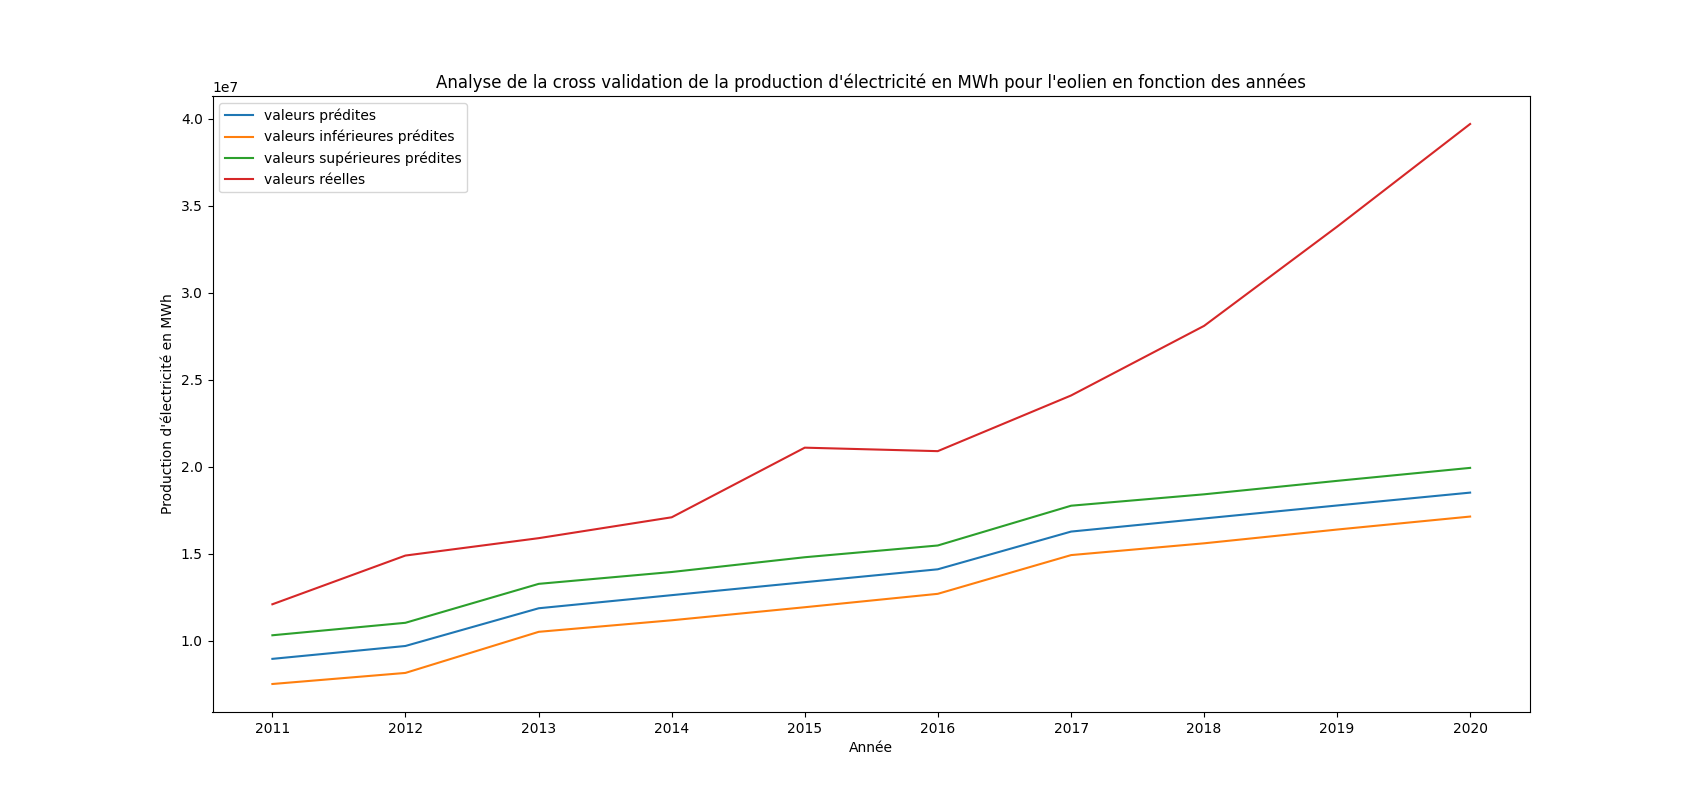 Analyse de la cross validation de la production d'électricité en MWh pour l'eolien en fonction des années
1e7
valeurs prédites
valeurs inférieures prédites
valeurs supérieures prédites
valeurs réelles
4.0
3.5
3.0
2.5
2.0
1.5
1.0
Production d'électricité en MWh
2011 2012 2013 2014 2015 2016 2017 2018 2019 2020
Année